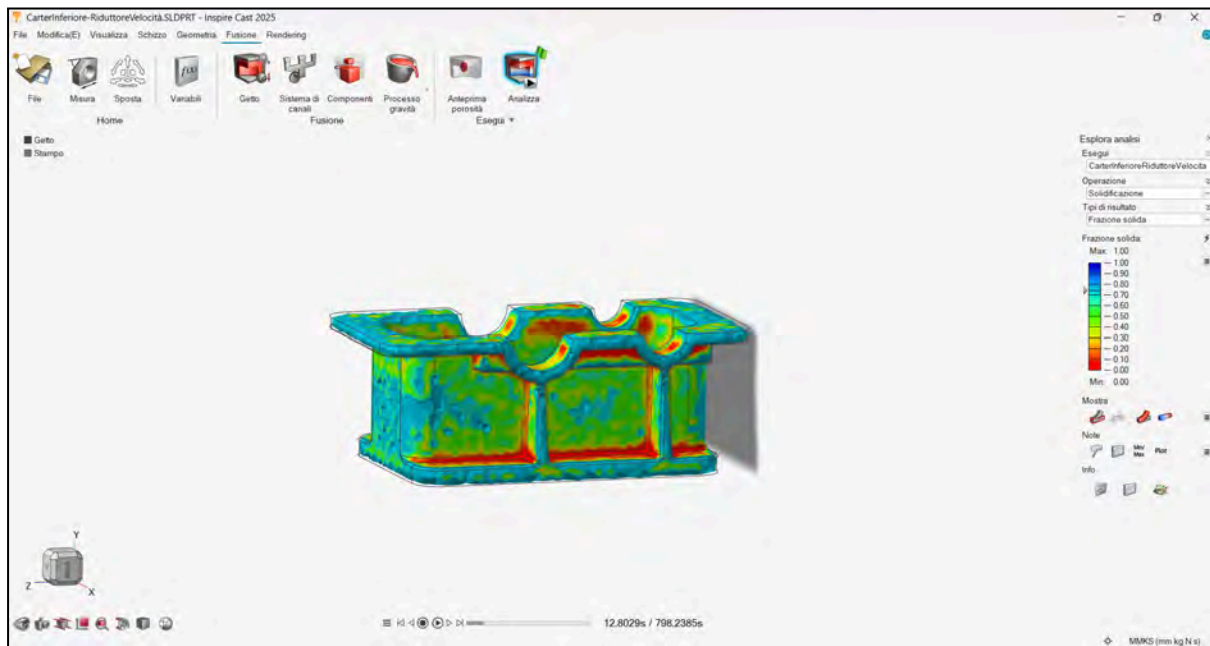 CarterInferiore-RiduttoreVelocità.SLDPRT - Inspire Cast 2025
File Modifica(E) Visualizza Schizzo Geometria Fusione Rendering
f(x)
File Misura Sposta Variabili Getto Sistema di canali Componenti Processo gravità Anteprima porosità Analizza
Home Fusione Esegui
Getto
Stampo
Esplora analisi
Esegui
CarterInferioreRiduttoreVelocita
Operazione
Solidificazione
Tipi di risultato
Frazione solida
Frazione solida:
Max: 1.00
1.00
0.90
0.80
0.70
0.60
0.50
0.40
0.30
0.20
0.10
0.00
Min: 0.00
Mostra
Note
Min/
Max Plot
Info
Y
Z
X
12.8029s / 798.2385s
MMKS (mm kg N s)